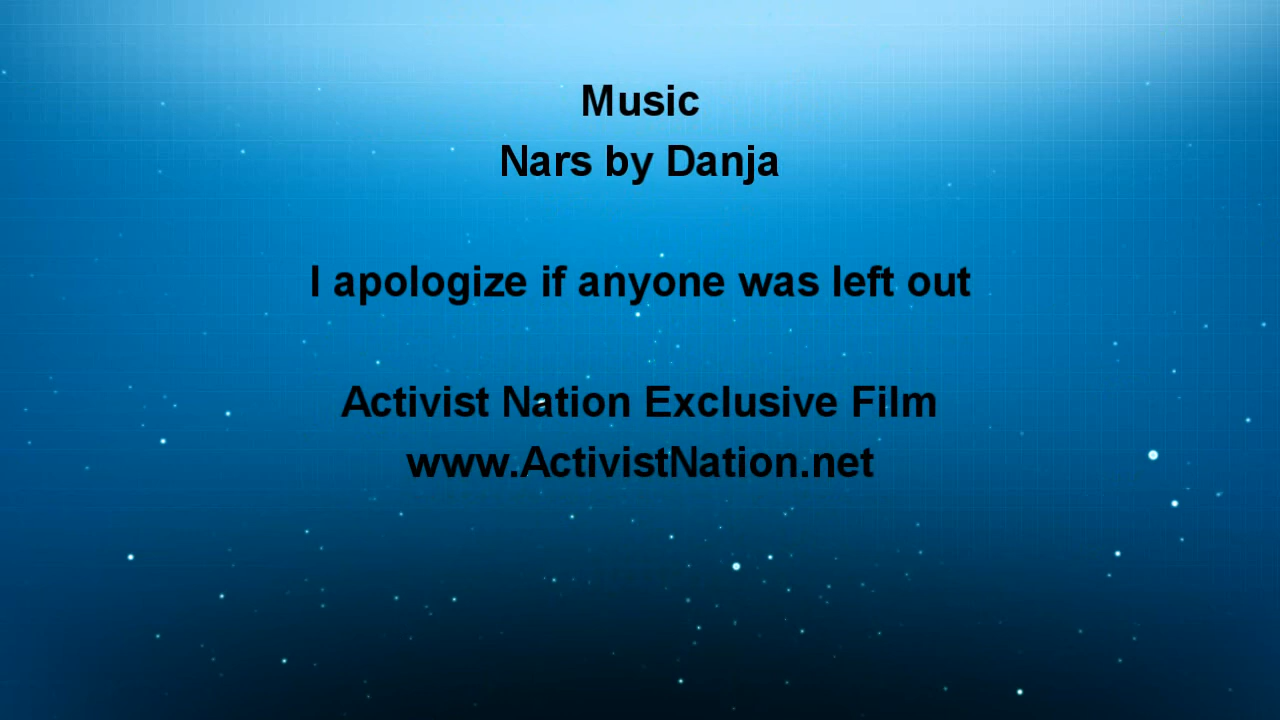 Music
Nars by Danja
I apologize if anyone was left out
Activist Nation Exclusive Film
www.ActivistNation.net